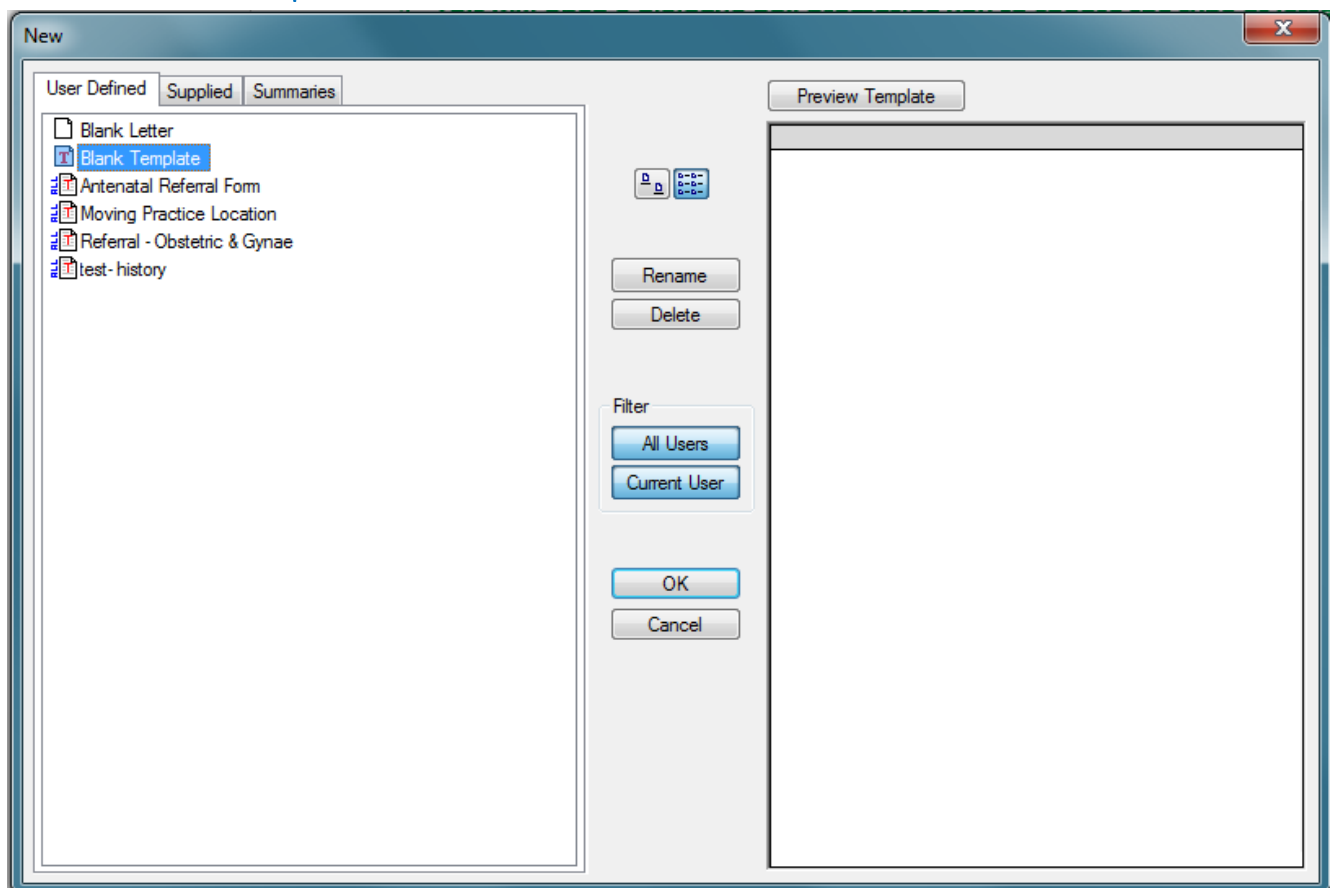 New
User Defined
Supplied
Summaries
Preview Template
Blank Letter
Blank Template
Antenatal Referral Form
Moving Practice Location
Referral - Obstetric & Gynae
test- history
Rename
Delete
Filter
All Users
Current User
OK
Cancel